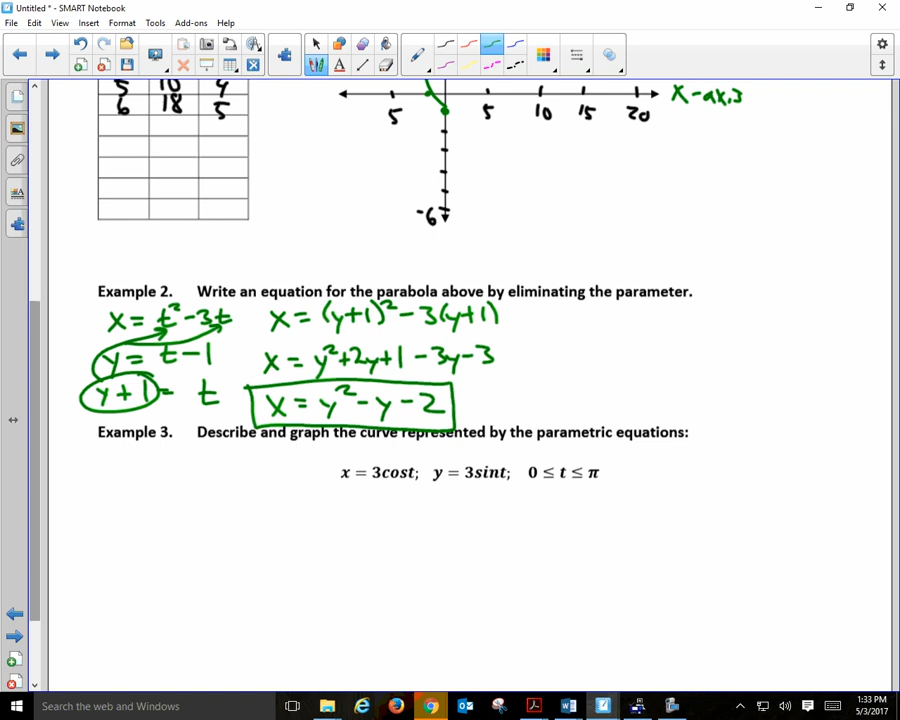 Untitled * - SMART Notebook
File Edit View Insert Format Tools Add-ons Help
5 10 4
6 18 5
5 5 10 15 20 x-axis
-6
Example 2. Write an equation for the parabola above by eliminating the parameter.
x = t² - 3t x = (y+1)² - 3(y+1)
y = t - 1 x = y² + 2y + 1 - 3y - 3
y + 1 = t x = y² - y - 2
Example 3. Describe and graph the curve represented by the parametric equations:
x = 3cost; y = 3sint; 0 ≤ t ≤ π
Search the web and Windows
1:33 PM
5/3/2017